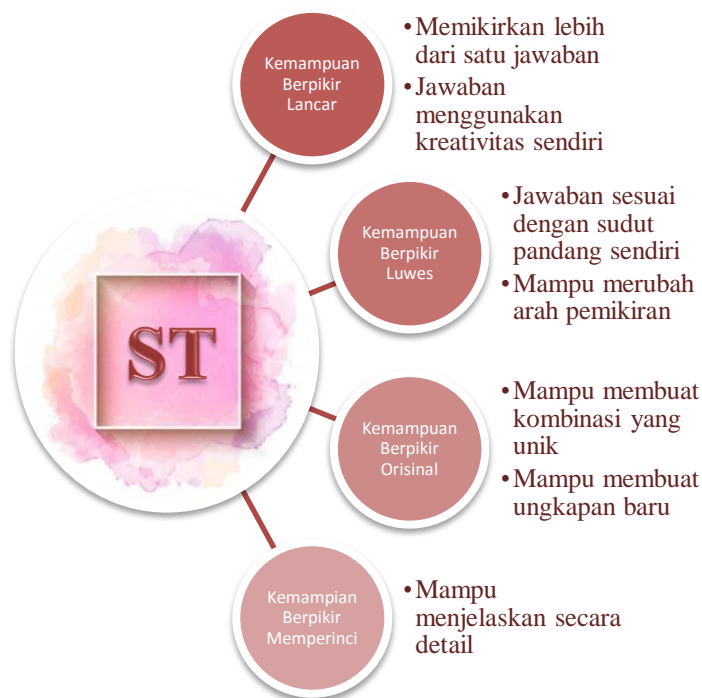 Kemampuan
Berpikir
Lancar
•Memikirkan lebih
dari satu jawaban
•Jawaban
menggunakan
kreativitas sendiri
Kemampuan
Berpikir
Luwes
•Jawaban sesuai
dengan sudut
pandang sendiri
•Mampu merubah
arah pemikiran
ST
Kemampuan
Berpikir
Orisinal
•Mampu membuat
kombinasi yang
unik
•Mampu membuat
ungkapan baru
Kemampian
Berpikir
Memperinci
•Mampu
menjelaskan secara
detail